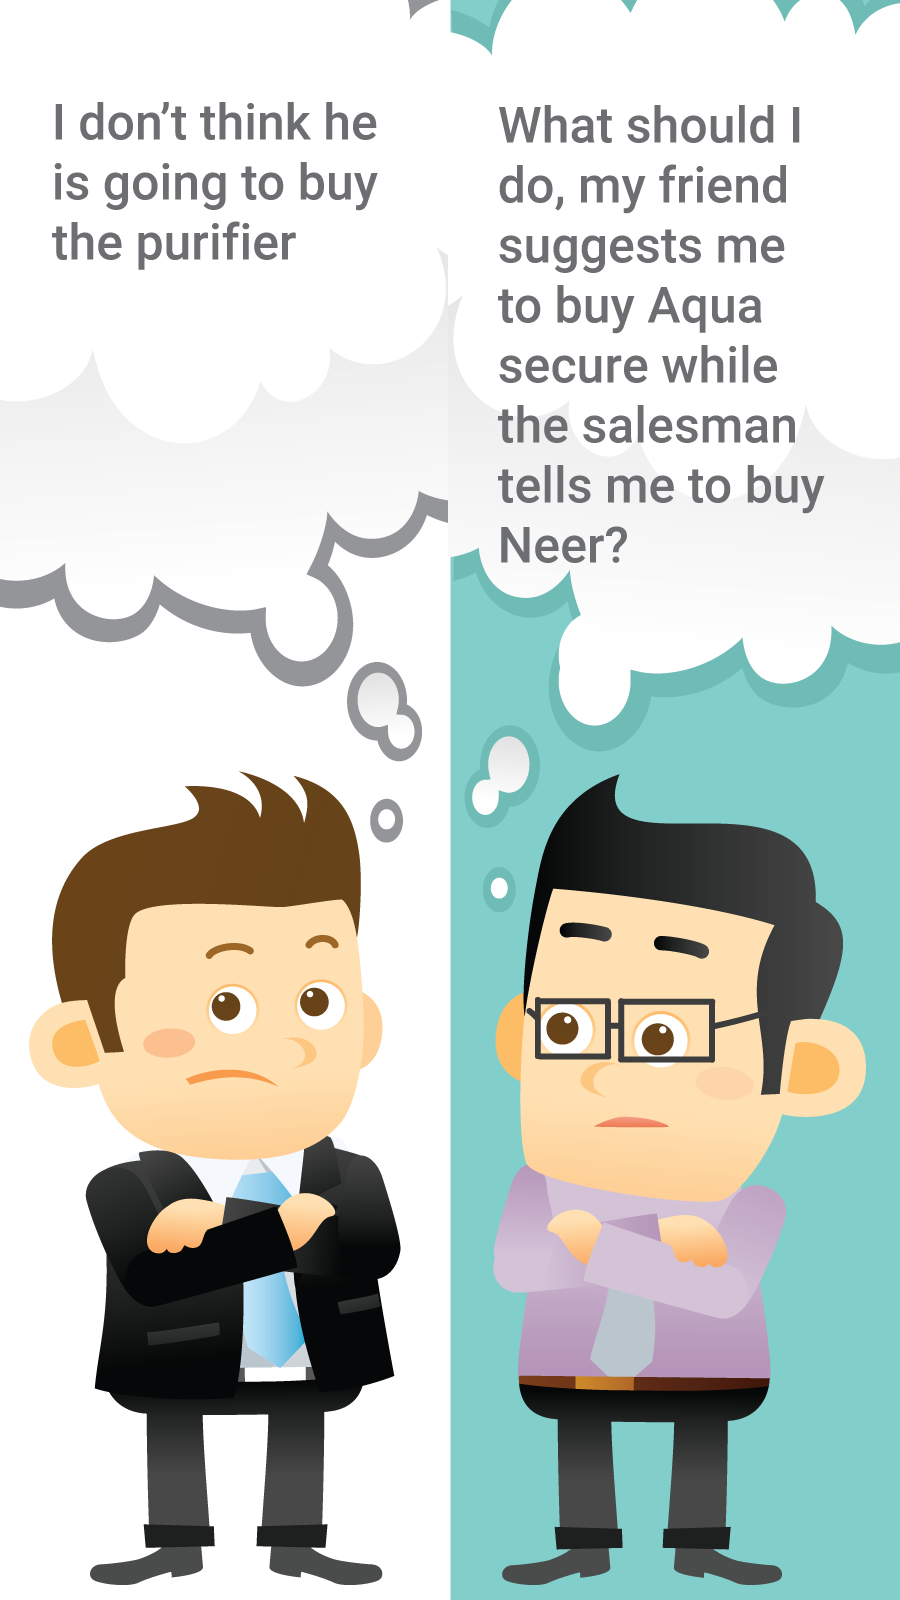 I don’t think he
is going to buy
the purifier
What should I
do, my friend
suggests me
to buy Aqua
secure while
the salesman
tells me to buy
Neer?